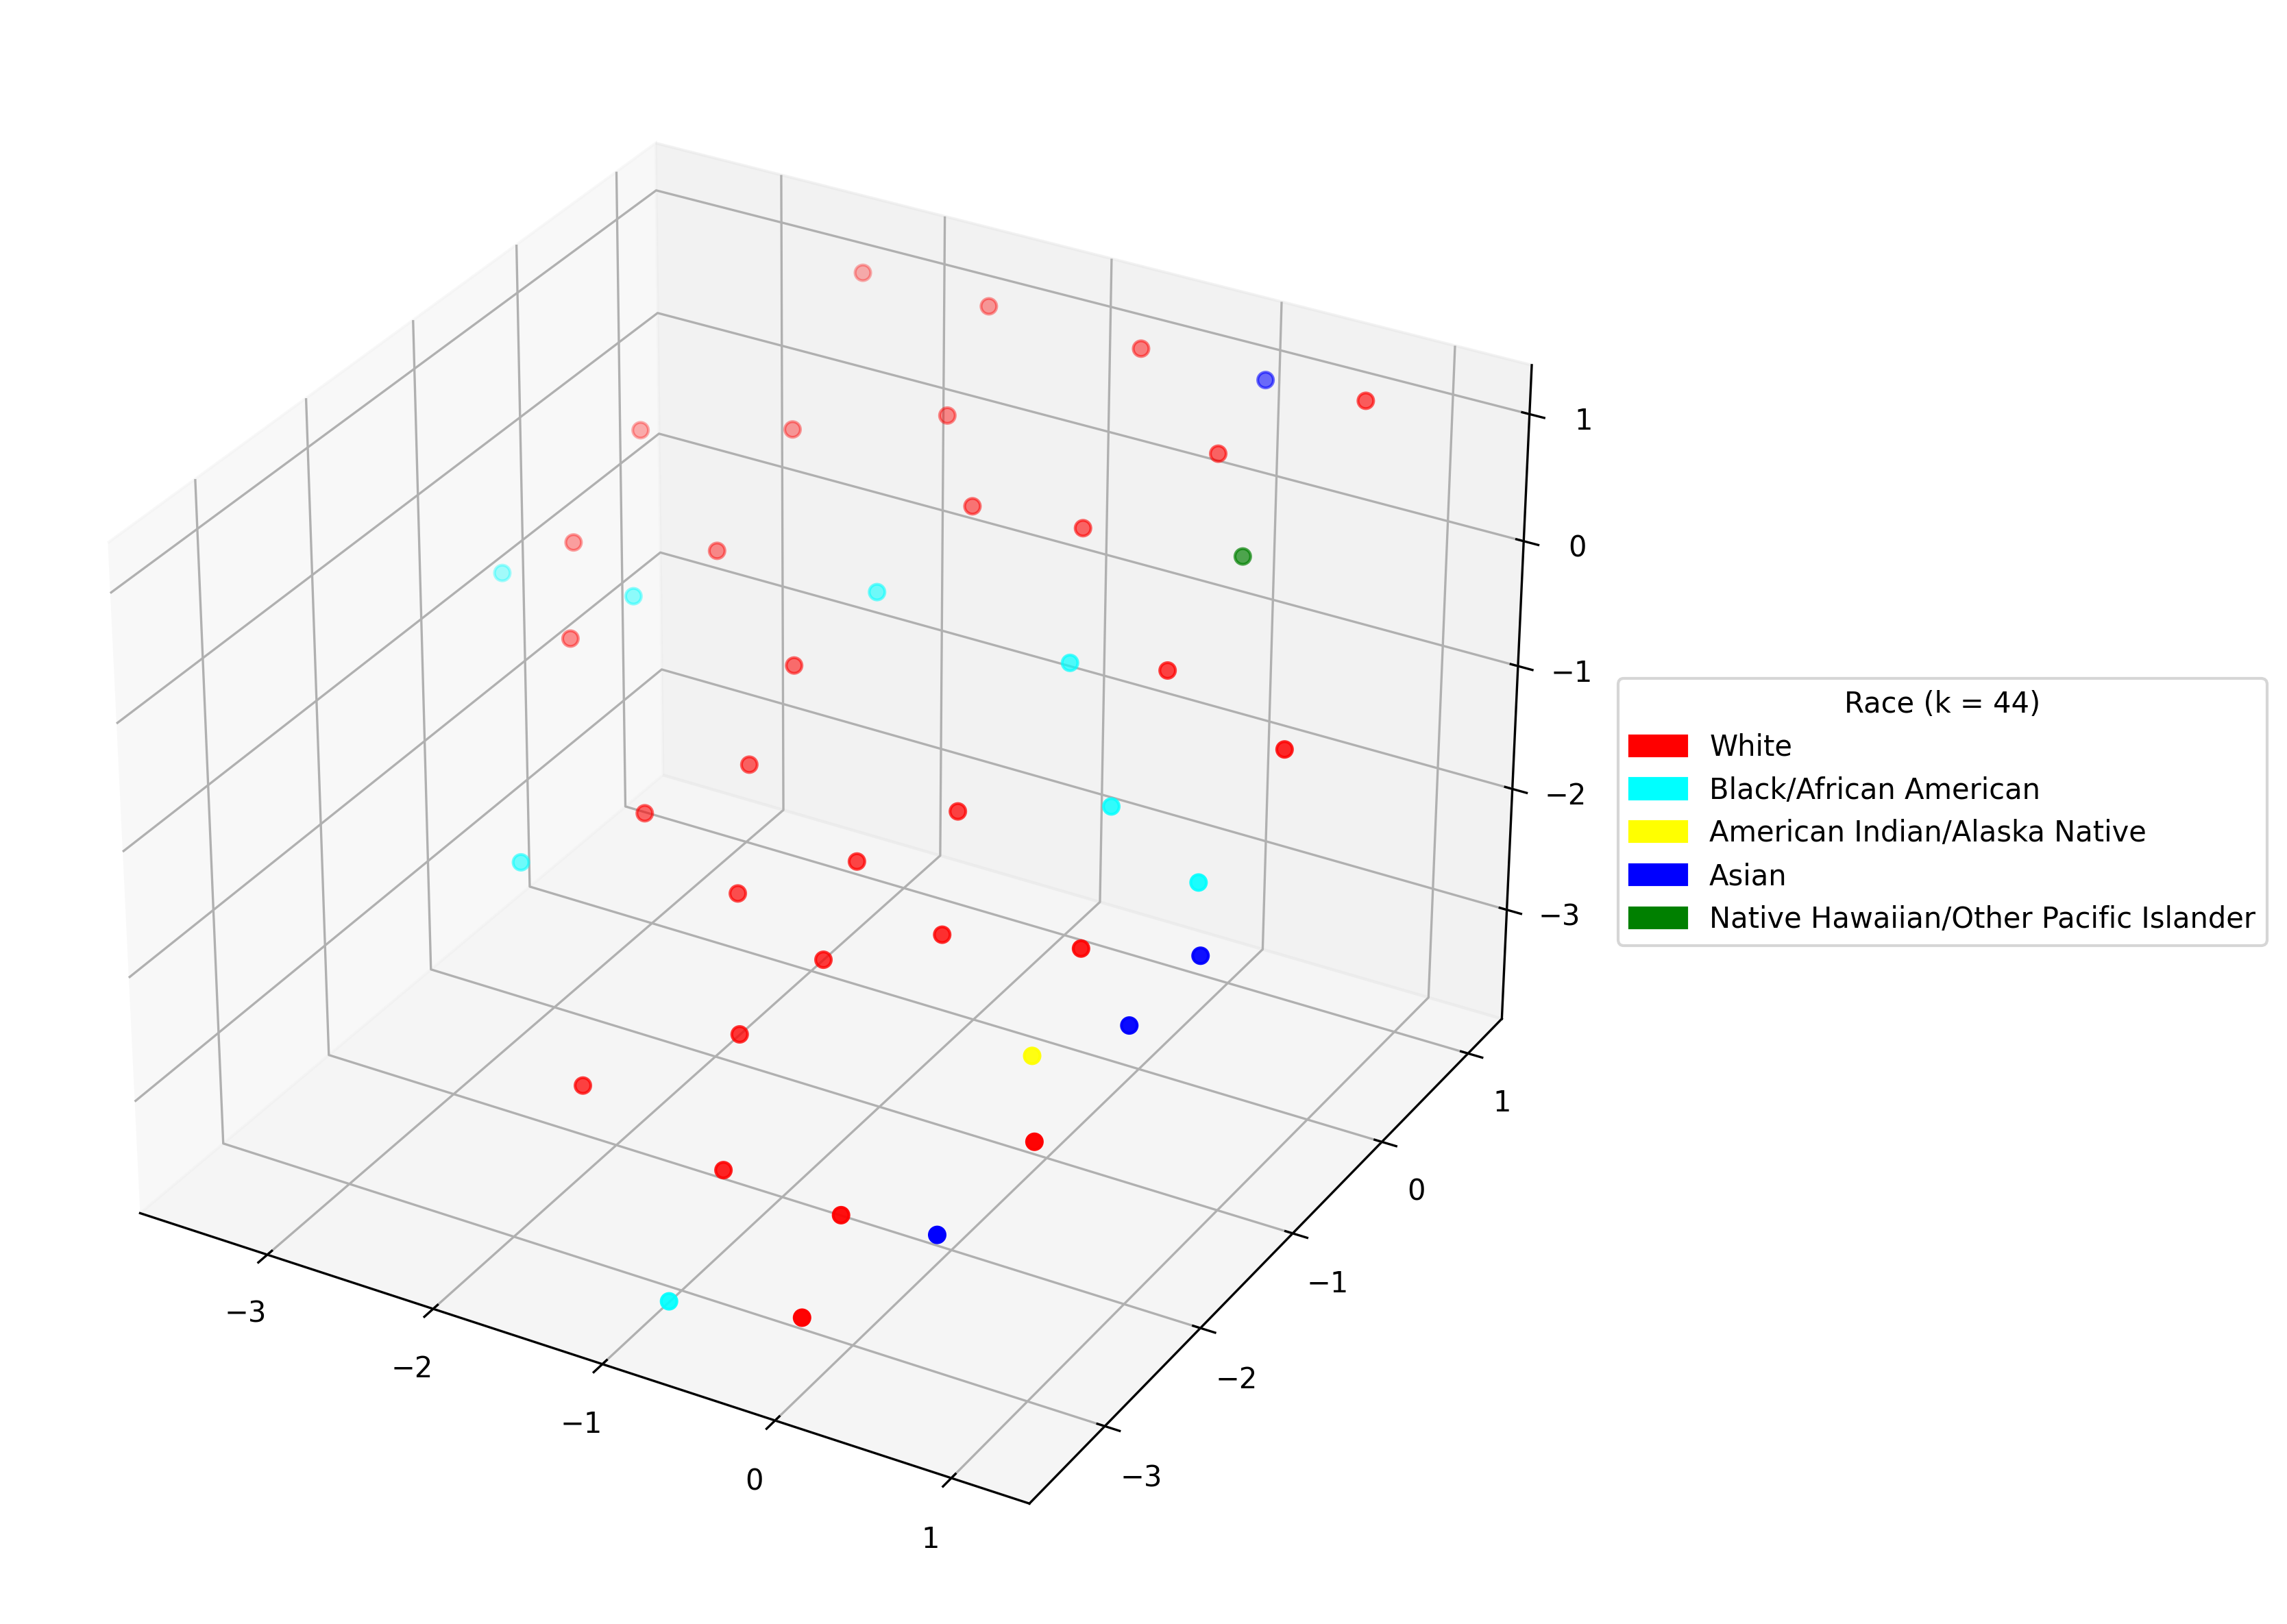 1
0
−1
−2
−3
Race (k = 44)
White
Black/African American
American Indian/Alaska Native
Asian
Native Hawaiian/Other Pacific Islander
1
0
−1
−2
−3
−3
−2
−1
0
1